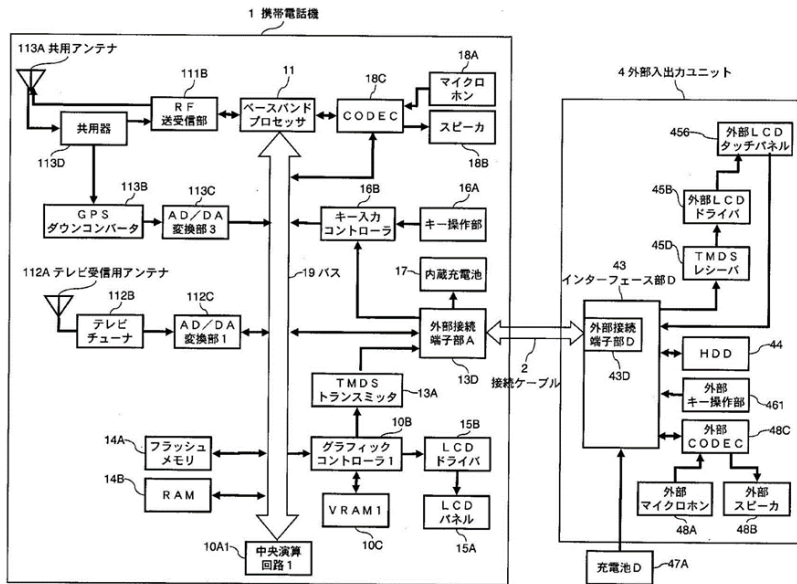 1 携帯電話機
113A 共用アンテナ
111B
RF
送受信部
11
ベースバンド
プロセッサ
18C
CODEC
18A
マイクロ
ホン
スピーカ
18B
共用器
113D
113B
GPS
ダウンコンバータ
113C
AD/DA
変換部3
16B
キー入力
コントローラ
16A
キー操作部
19 バス
17
内蔵充電池
112A テレビ受信用アンテナ
112B
テレビ
チューナ
112C
AD/DA
変換部1
外部接続
端子部A
13D
TMDS
トランスミッタ
13A
14A
フラッシュ
メモリ
14B
RAM
10B
グラフィック
コントローラ1
15B
LCD
ドライバ
VRAM1
10C
LCD
パネル
15A
10A1
中央演算
回路1
2
接続ケーブル
4 外部入出力ユニット
456
外部LCD
タッチパネル
45B
外部LCD
ドライバ
45D
TMDS
レシーバ
43
インターフェース部D
外部接続
端子部D
43D
HDD
44
外部
キー操作部
461
外部
CODEC
48C
外部
マイクロホン
48A
外部
スピーカ
48B
充電池D
47A